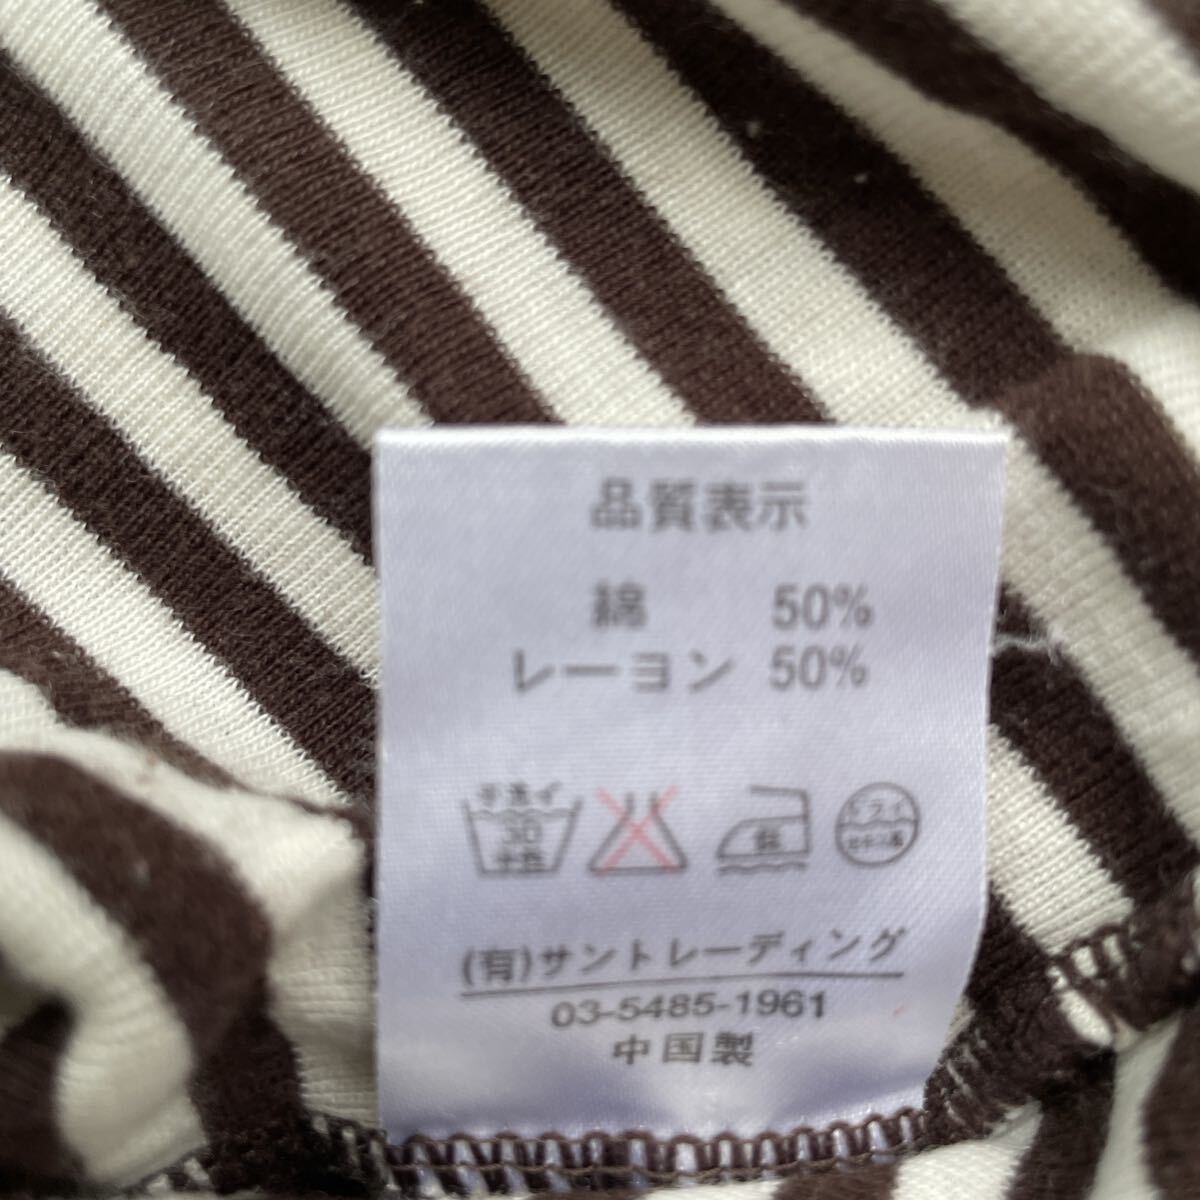 品質表示
綿 50%
レーヨン 50%
手洗イ
30
中性
低
ドライ
セキユ系
(有)サントレーディング
03-5485-1961
中国製